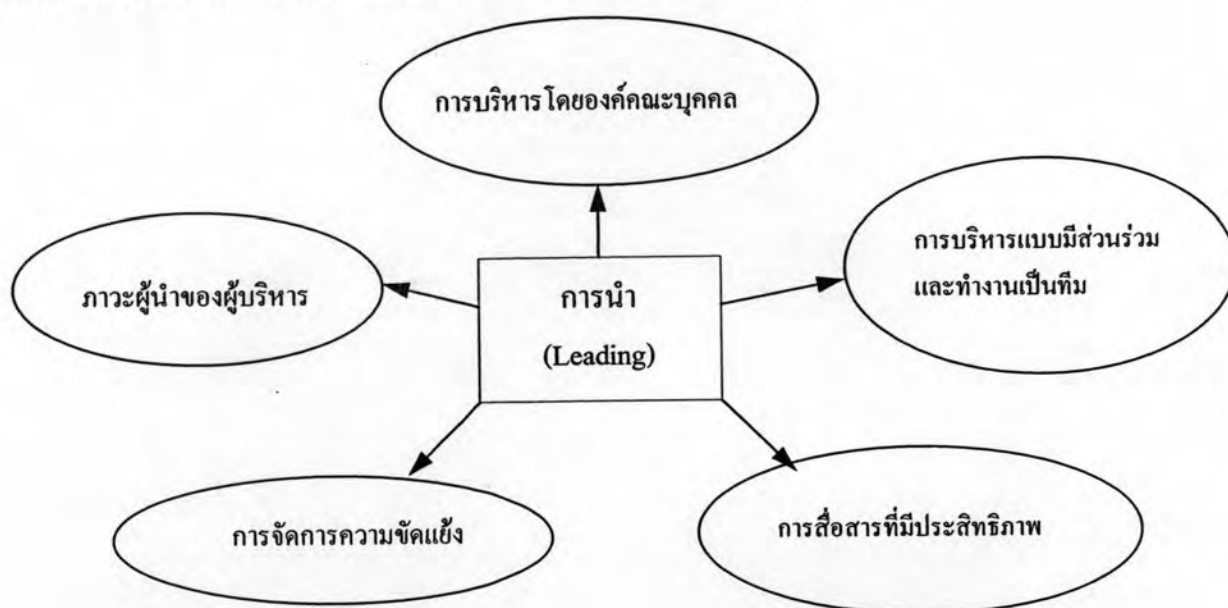 การบริหารโดยองค์คณะบุคคล
การบริหารแบบมีส่วนร่วม
และทำงานเป็นทีม
ภาวะผู้นำของผู้บริหาร
การนำ
(Leading)
การจัดการความขัดแย้ง
การสื่อสารที่มีประสิทธิภาพ